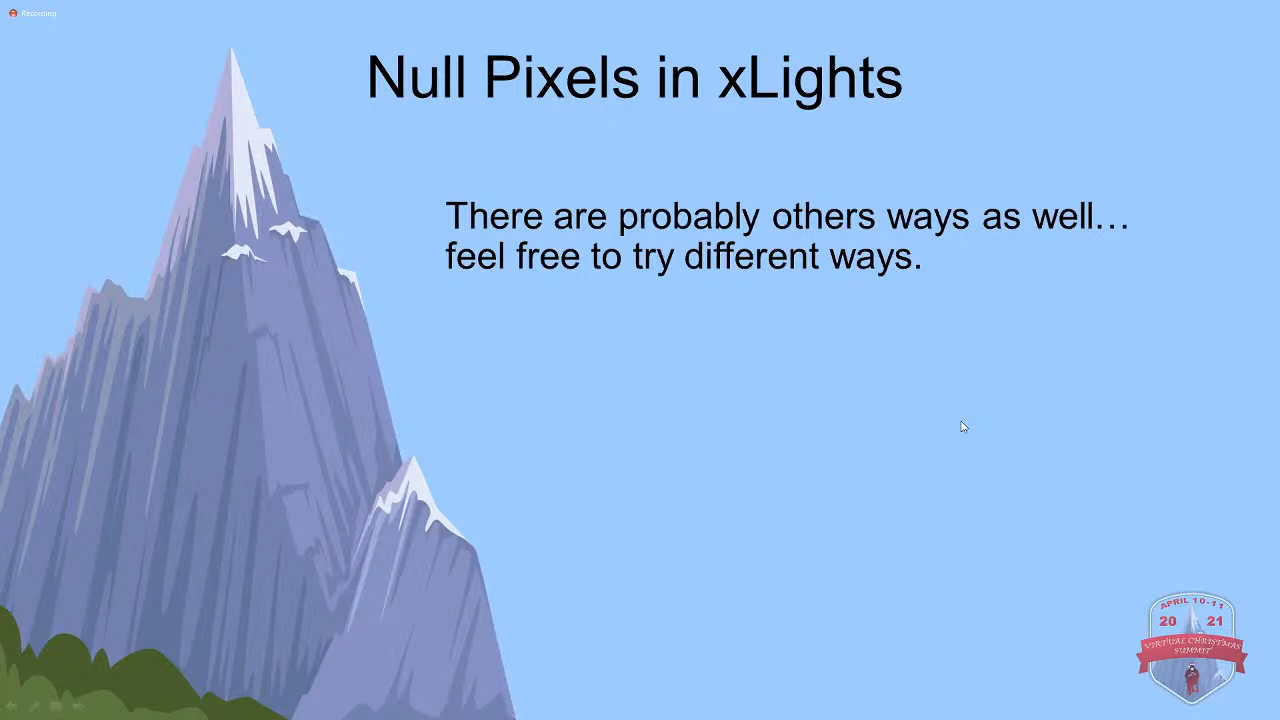 Recording
Null Pixels in xLights
There are probably others ways as well…
feel free to try different ways.
APRIL 10-11
20 21
VIRTUAL CHRISTMAS
SUMMIT